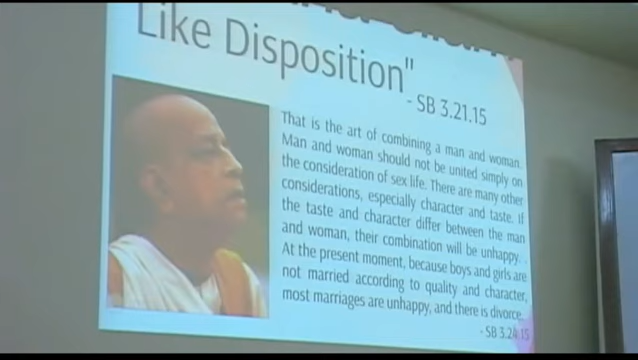 Like Disposition"
- SB 3.21.15
That is the art of combining a man and woman.
Man and woman should not be united simply on
the consideration of sex life. There are many other
considerations, especially character and taste. If
the taste and character differ between the man
and woman, their combination will be unhappy. .
At the present moment, because boys and girls are
not married according to quality and character,
most marriages are unhappy, and there is divorce.
- SB 3.24.15